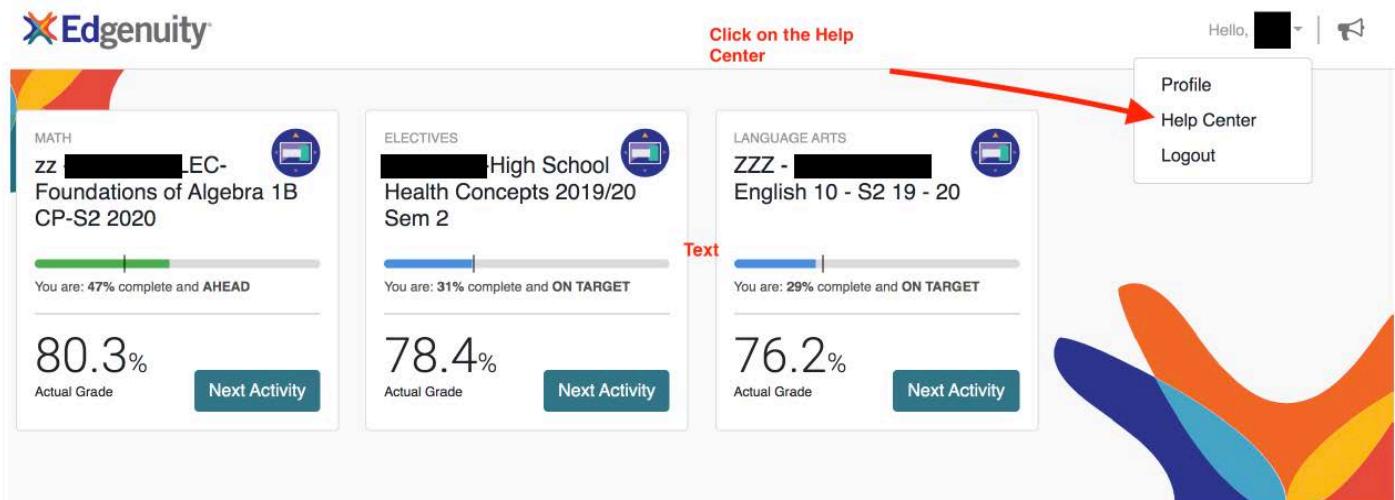 Edgenuity
Click on the Help
Center
Hello,
Profile
Help Center
Logout
MATH
zz - LEC-
Foundations of Algebra 1B
CP-S2 2020
You are: 47% complete and AHEAD
80.3%
Actual Grade
Next Activity
ELECTIVES
-High School
Health Concepts 2019/20
Sem 2
You are: 31% complete and ON TARGET
78.4%
Actual Grade
Next Activity
Text
LANGUAGE ARTS
ZZZ -
English 10 - S2 19 - 20
You are: 29% complete and ON TARGET
76.2%
Actual Grade
Next Activity